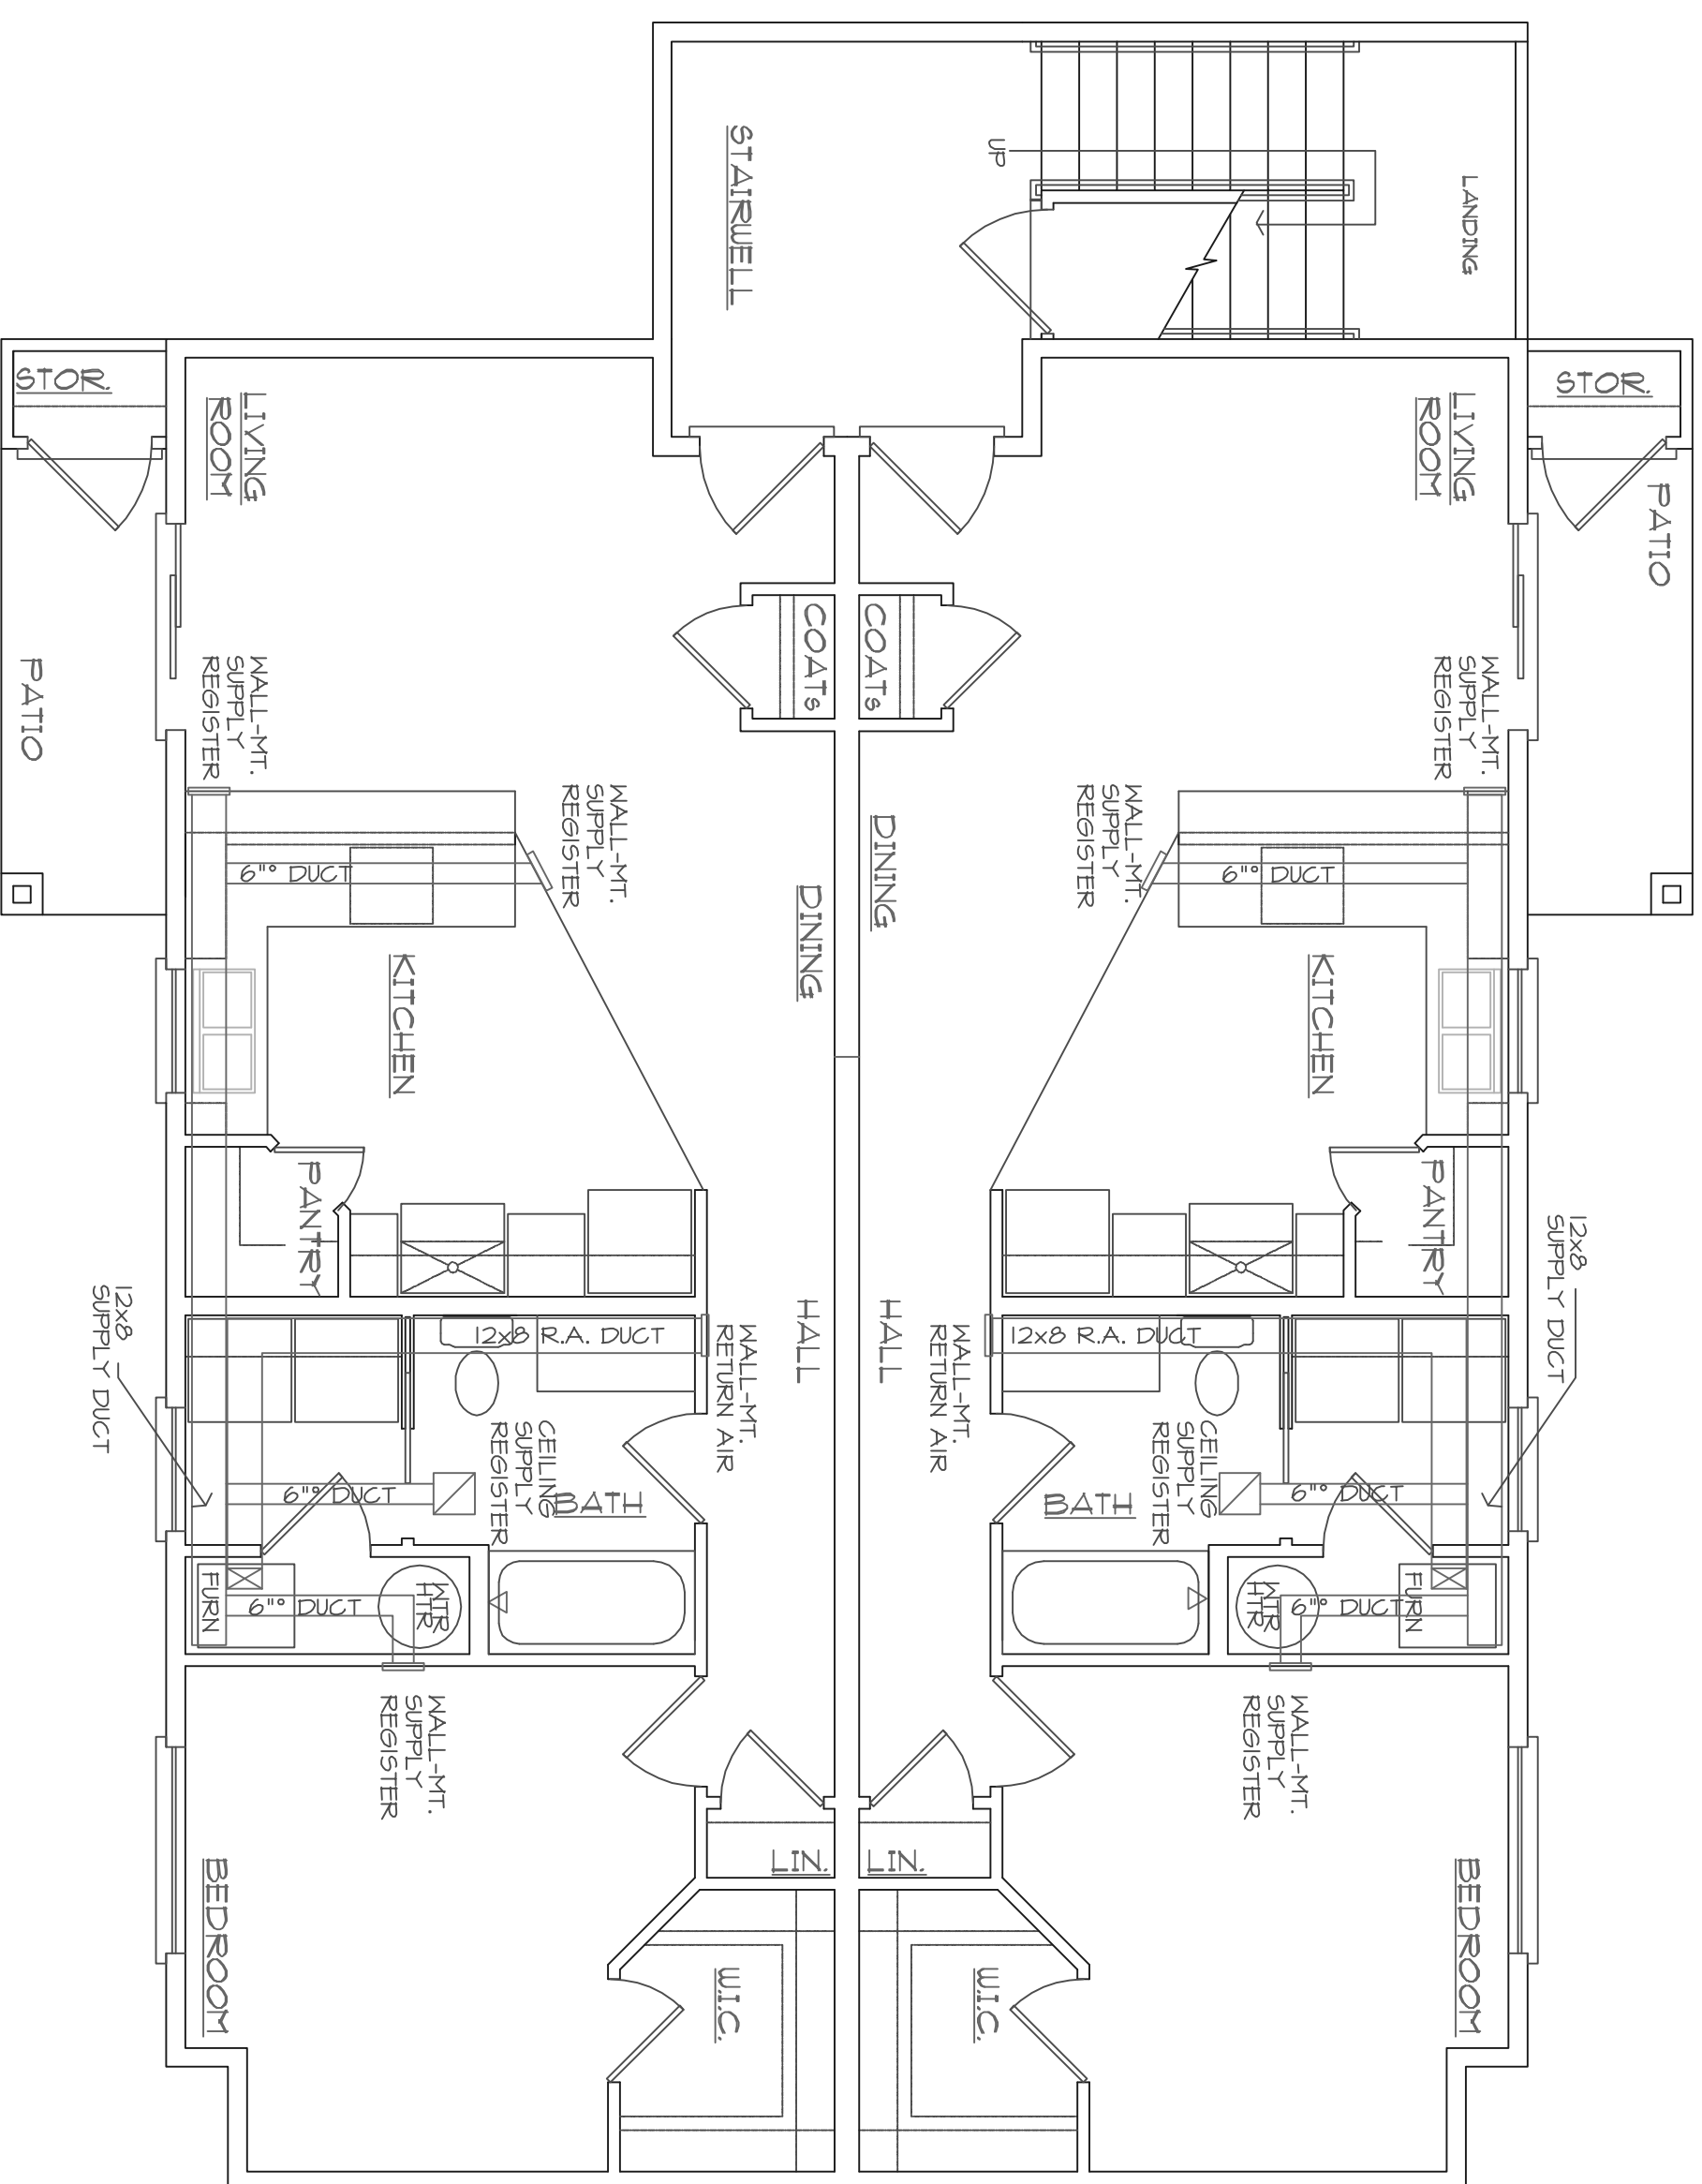 STAIRWELL
UP
LANDING
STOR.
LIVING
ROOM
LIVING
ROOM
STOR.
PATIO
PATIO
COATS
COATS
WALL-MT.
SUPPLY
REGISTER
WALL-MT.
SUPPLY
REGISTER
WALL-MT.
SUPPLY
REGISTER
WALL-MT.
SUPPLY
REGISTER
6"° DUCT
6"° DUCT
DINING
DINING
KITCHEN
KITCHEN
PANTRY
PANTRY
12x8
SUPPLY DUCT
12x8
SUPPLY DUCT
HALL
HALL
12x8 R.A. DUCT
12x8 R.A. DUCT
WALL-MT.
RETURN AIR
WALL-MT.
RETURN AIR
CEILING
SUPPLY
REGISTER
CEILING
SUPPLY
REGISTER
6"° DUCT
BATH
BATH
6"° DUCT
FURN
6"° DUCT
WTR
HTR
WTR
HTR
6"° DUCT
FURN
WALL-MT.
SUPPLY
REGISTER
WALL-MT.
SUPPLY
REGISTER
LIN.
LIN.
BEDROOM
BEDROOM
W.I.C.
W.I.C.